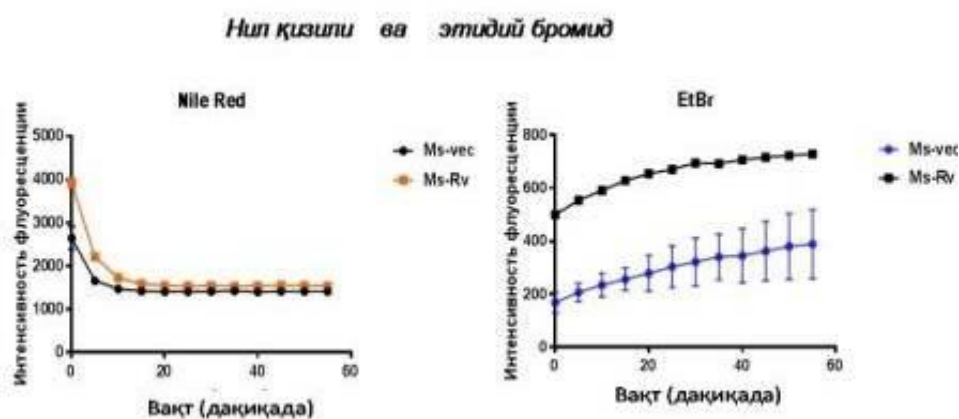 Нил қизили ва этидий бромид
Nile Red
Интенсивность флуоресценции
5000
4000
3000
2000
1000
0
0
20
40
60
Вақт (дақиқада)
Ms-vec
Ms-Rv
EtBr
Интенсивность флуоресценции
800
600
400
200
0
0
20
40
60
Вақт (дақиқада)
Ms-vec
Ms-Rv